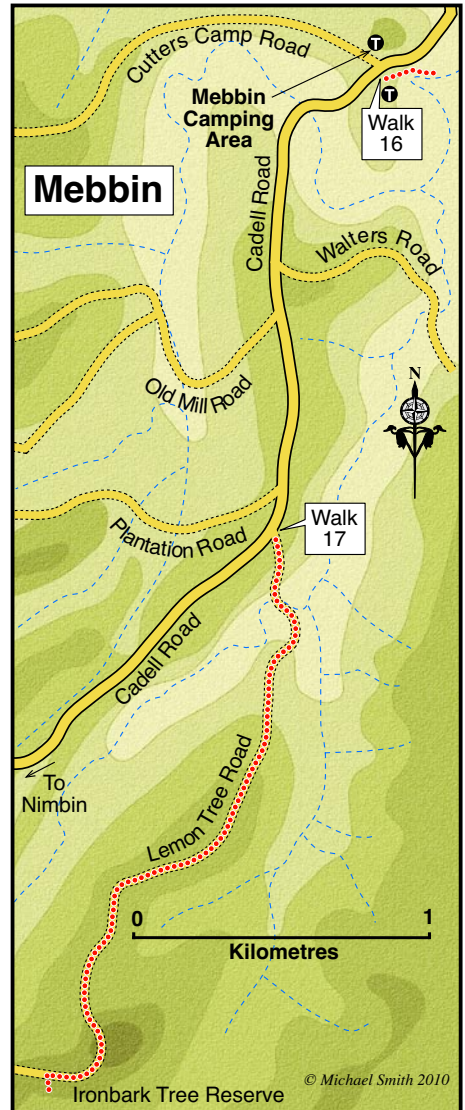 Cutters Camp Road
T
Mebbin
Camping
Area
T
Walk
16
Mebbin
Cadell Road
Walters Road
Old Mill Road
N
Plantation Road
Walk
17
Cadell Road
To
Nimbin
Lemon Tree Road
0 1
Kilometres
© Michael Smith 2010
Ironbark Tree Reserve